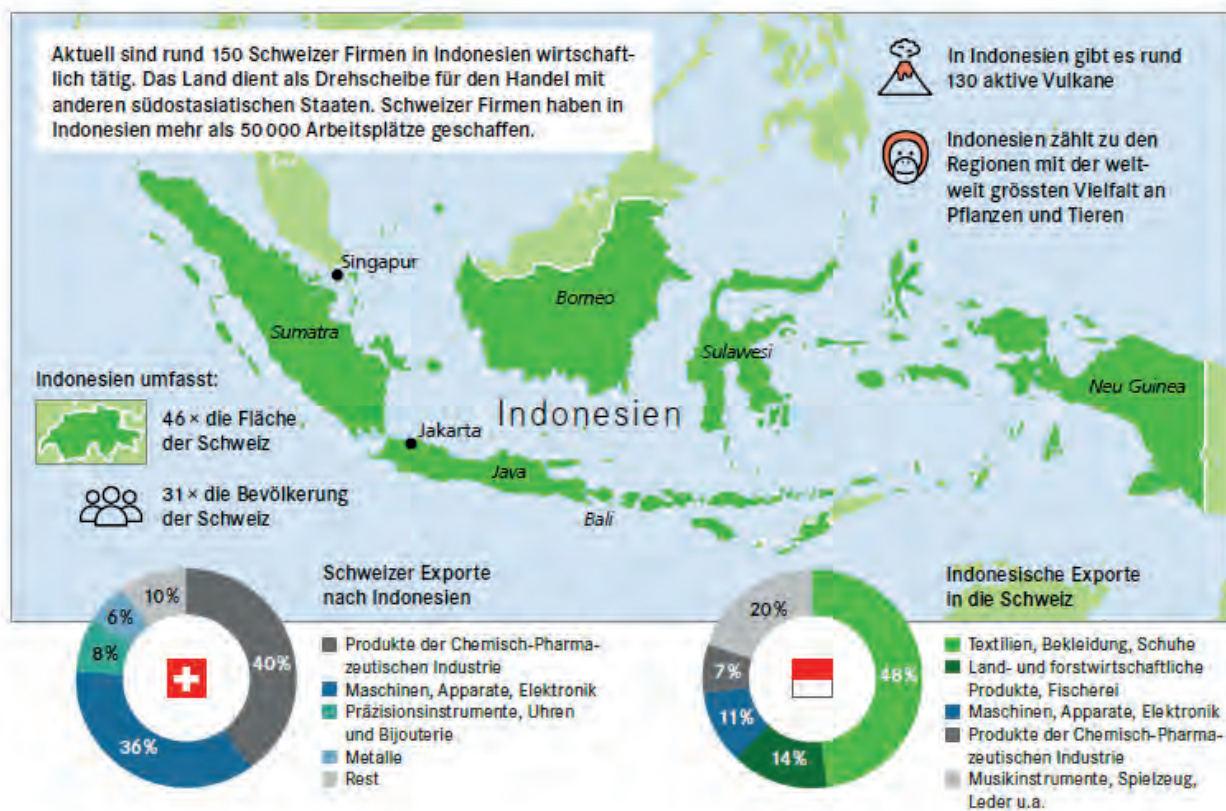 Aktuell sind rund 150 Schweizer Firmen in Indonesien wirtschaft-
lich tätig. Das Land dient als Drehscheibe für den Handel mit
anderen südostasiatischen Staaten. Schweizer Firmen haben in
Indonesien mehr als 50 000 Arbeitsplätze geschaffen.
In Indonesien gibt es rund
130 aktive Vulkane
Indonesien zählt zu den
Regionen mit der welt-
weit grössten Vielfalt an
Pflanzen und Tieren
Singapur
Borneo
Sumatra
Sulawesi
Neu Guinea
Indonesien
Jakarta
Java
Bali
Indonesien umfasst:
46 × die Fläche
der Schweiz
31 × die Bevölkerung
der Schweiz
Schweizer Exporte
nach Indonesien
10%
6%
8%
40%
36%
Produkte der Chemisch-Pharma-
zeutischen Industrie
Maschinen, Apparate, Elektronik
Präzisionsinstrumente, Uhren
und Bijouterie
Metalle
Rest
Indonesische Exporte
in die Schweiz
20%
7%
48%
11%
14%
Textilien, Bekleidung, Schuhe
Land- und forstwirtschaftliche
Produkte, Fischerei
Maschinen, Apparate, Elektronik
Produkte der Chemisch-Pharma-
zeutischen Industrie
Musikinstrumente, Spielzeug,
Leder u.a.